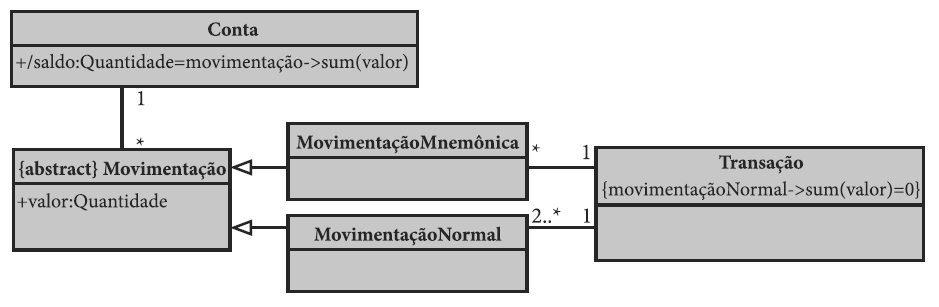 Conta
+/saldo:Quantidade=movimentação->sum(valor)
1
*
{abstract} Movimentação
+valor:Quantidade
MovimentaçãoMnemônica
*
1
MovimentaçãoNormal
2..*
1
Transação
{movimentaçãoNormal->sum(valor)=0}